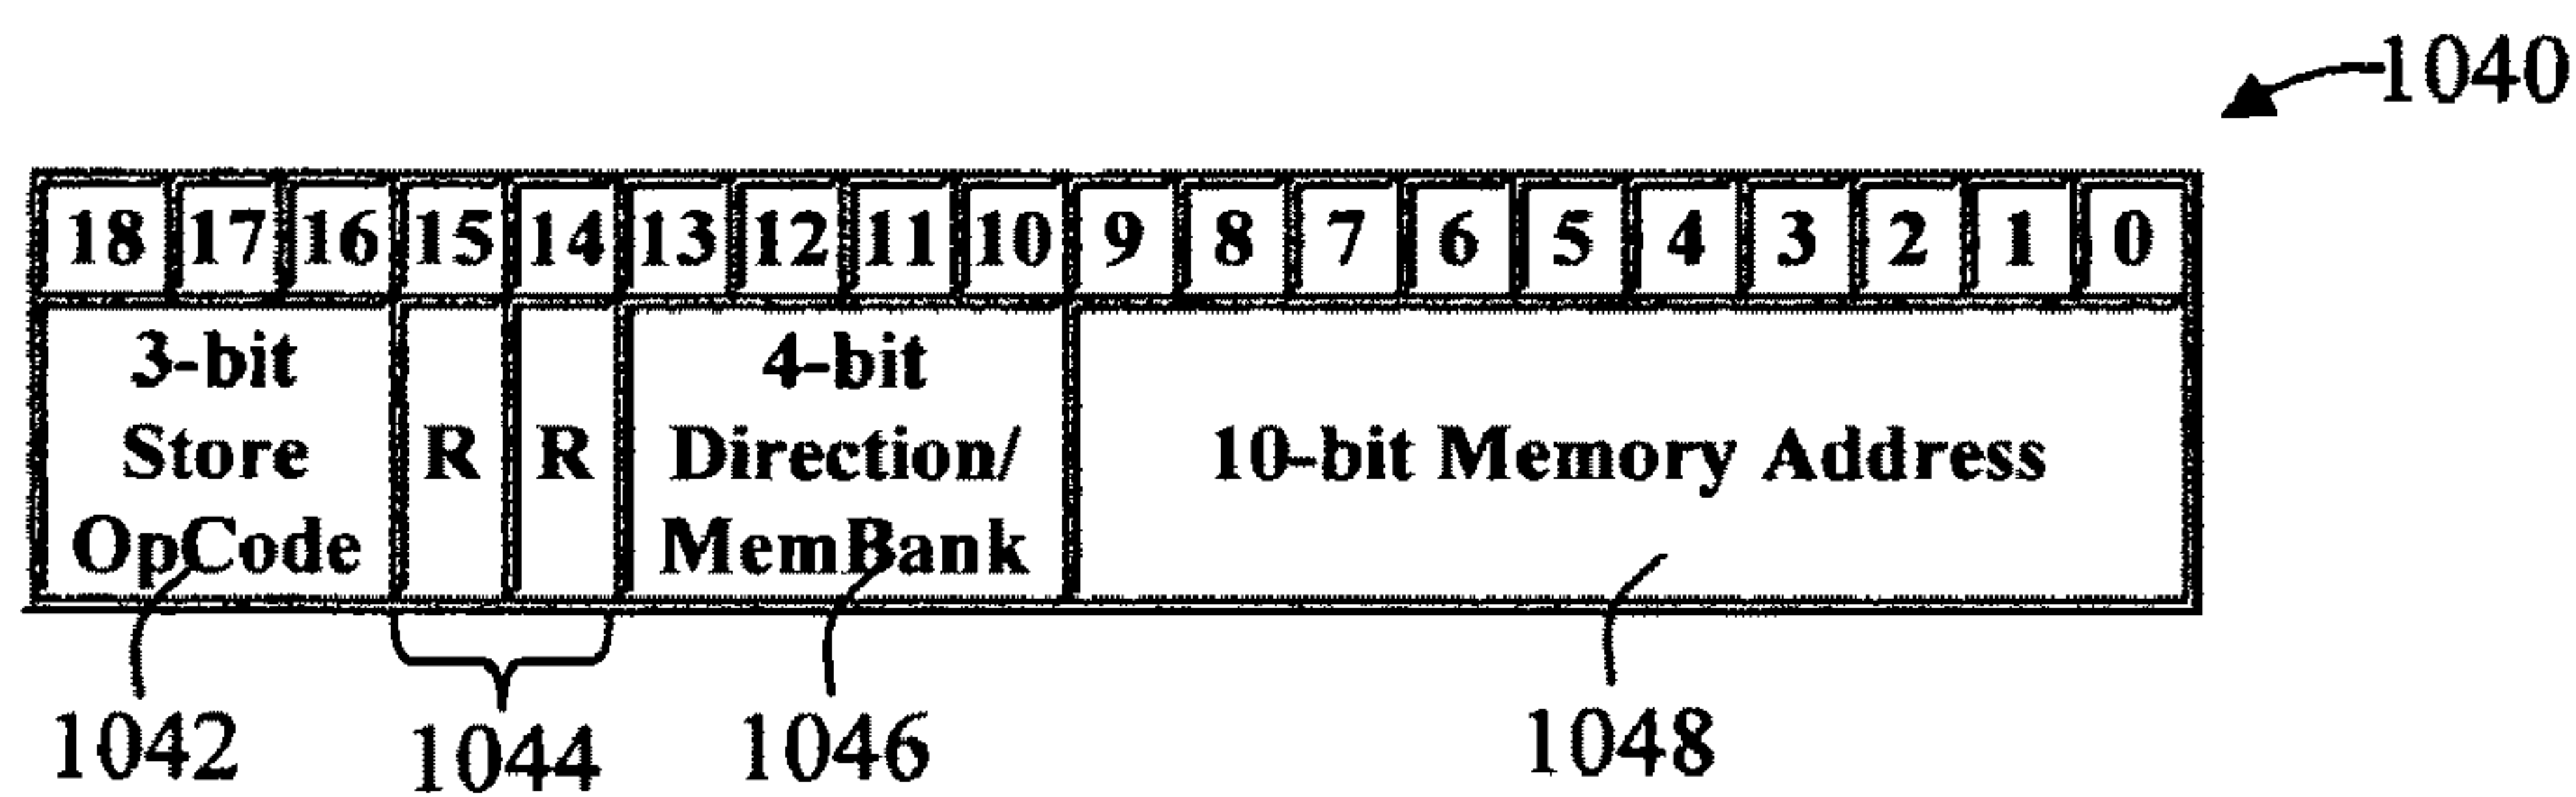 1040
18 17 16 15 14 13 12 11 10 9 8 7 6 5 4 3 2 1 0
3-bit
Store
OpCode
R
R
4-bit
Direction/
MemBank
10-bit Memory Address
1042
1044
1046
1048